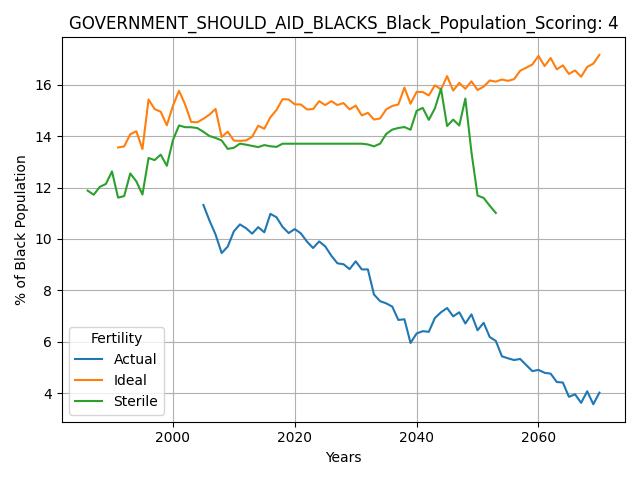 GOVERNMENT_SHOULD_AID_BLACKS_Black_Population_Scoring: 4
% of Black Population
16
14
12
10
8
6
4
Fertility
Actual
Ideal
Sterile
2000 2020 2040 2060
Years